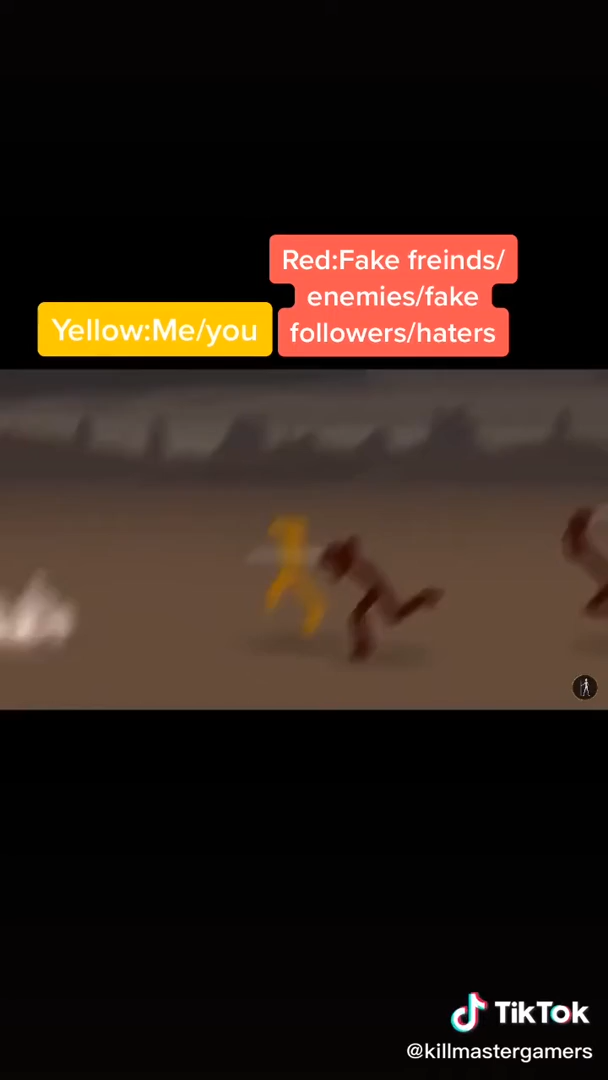 Red:Fake freinds/
enemies/fake
followers/haters
Yellow:Me/you
TikTok
@killmastergamers